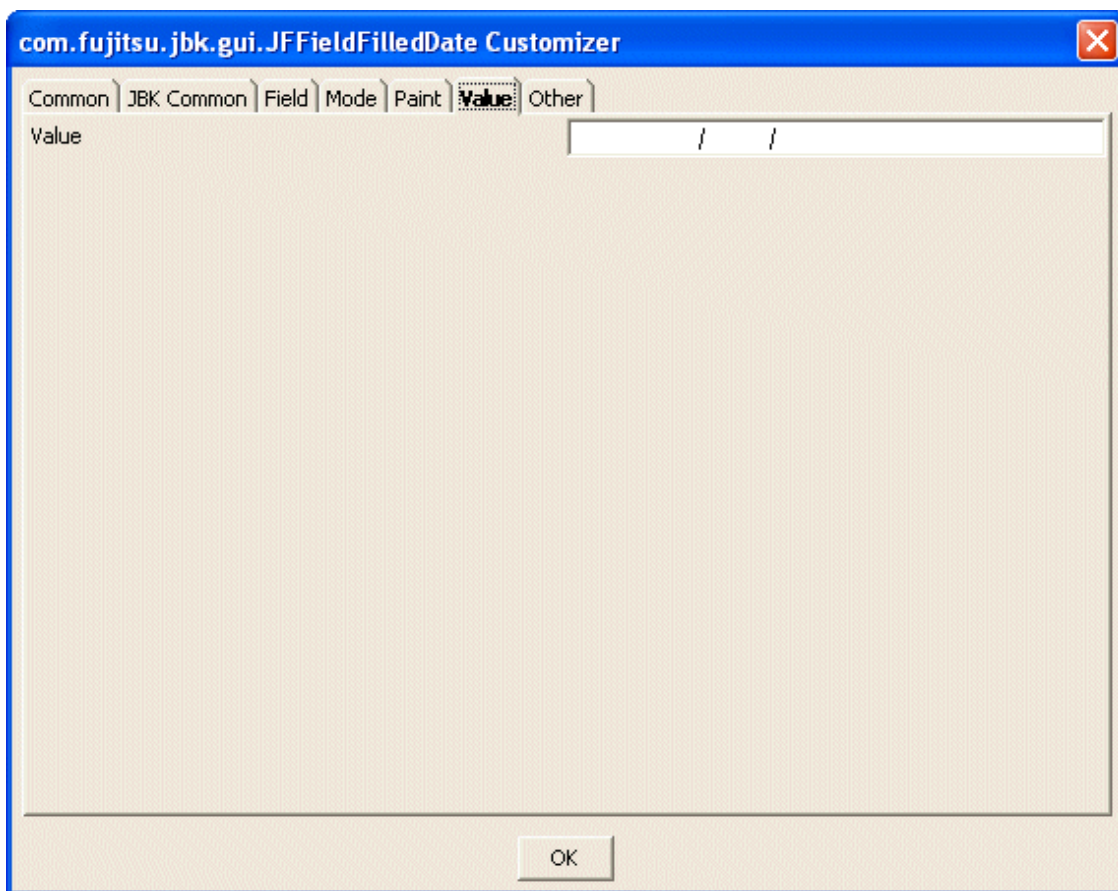 com.fujitsu.jbk.gui.JFFieldFilledDate Customizer
Common JBK Common Field Mode Paint Value Other
Value / /
OK